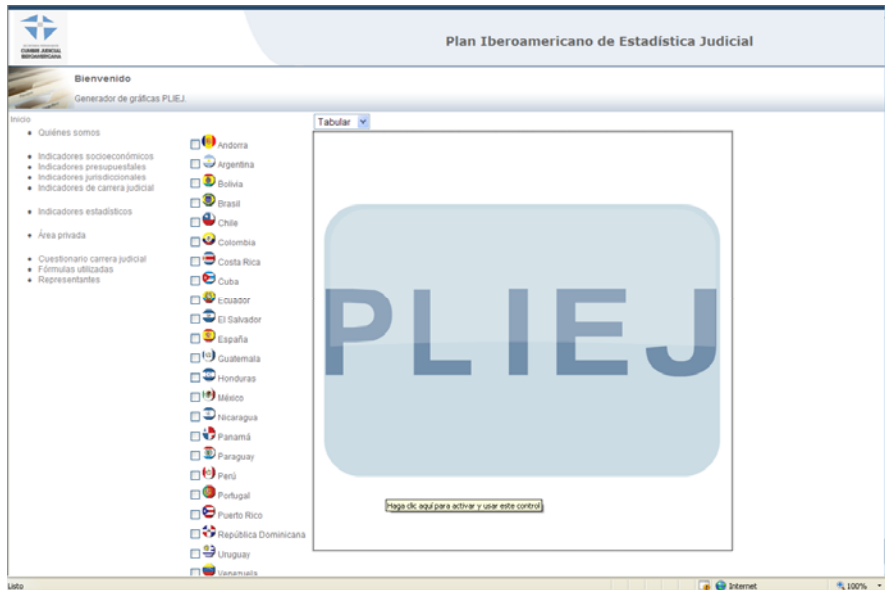 CUMBRE JUDICIAL
IBEROAMERICANA
Plan Iberoamericano de Estadística Judicial
Bienvenido
Generador de gráficas PLIEJ.
Inicio
Quiénes somos
Indicadores socioeconómicos
Indicadores presupuestales
Indicadores jurisdiccionales
Indicadores de carrera judicial
Indicadores estadísticos
Área privada
Cuestionario carrera judicial
Fórmulas utilizadas
Representantes
Andorra
Argentina
Bolivia
Brasil
Chile
Colombia
Costa Rica
Cuba
Ecuador
El Salvador
España
Guatemala
Honduras
México
Nicaragua
Panamá
Paraguay
Perú
Portugal
Puerto Rico
República Dominicana
Uruguay
Venezuela
Tabular
PLIEJ
Haga clic aquí para activar y usar este control
Listo
Internet
100%